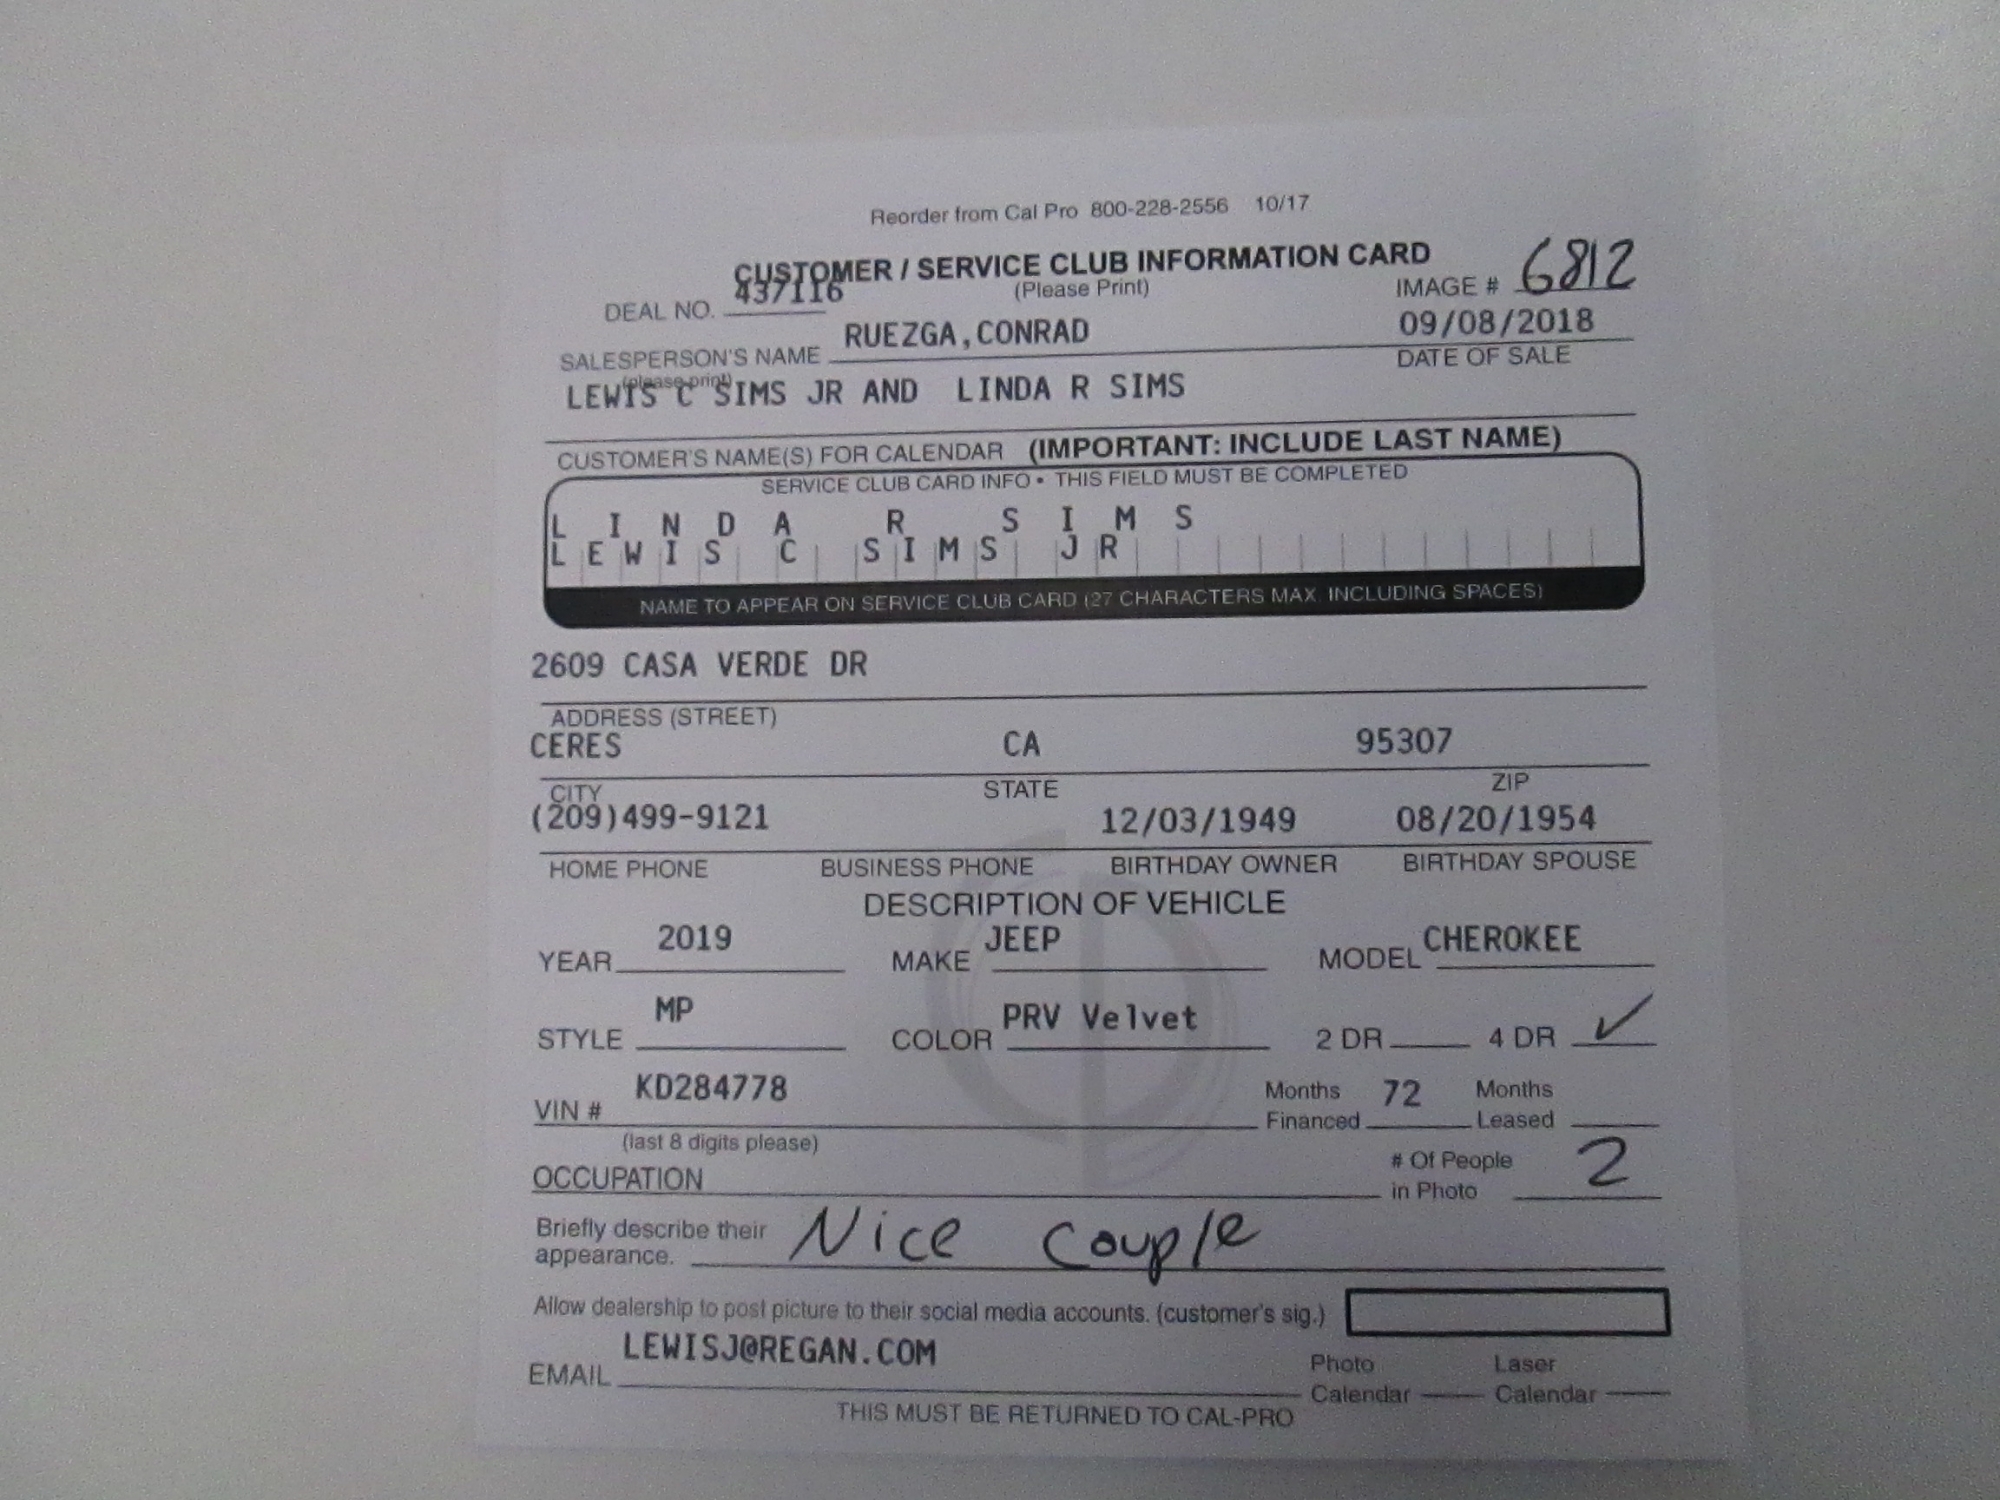 Reorder from Cal Pro 800-228-2556 10/17
CUSTOMER / SERVICE CLUB INFORMATION CARD
(Please Print)
DEAL NO. 437116
IMAGE # 6812
SALESPERSON'S NAME RUEZGA,CONRAD
(please print)
09/08/2018
DATE OF SALE
LEWIS C SIMS JR AND LINDA R SIMS
CUSTOMER'S NAME(S) FOR CALENDAR (IMPORTANT: INCLUDE LAST NAME)
SERVICE CLUB CARD INFO • THIS FIELD MUST BE COMPLETED
LINDA R SIMS
LEWIS C SIMS JR
NAME TO APPEAR ON SERVICE CLUB CARD (27 CHARACTERS MAX. INCLUDING SPACES)
2609 CASA VERDE DR
ADDRESS (STREET)
CERES CA 95307
CITY STATE ZIP
(209)499-9121 12/03/1949 08/20/1954
HOME PHONE BUSINESS PHONE BIRTHDAY OWNER BIRTHDAY SPOUSE
DESCRIPTION OF VEHICLE
YEAR 2019 MAKE JEEP MODEL CHEROKEE
STYLE MP COLOR PRV Velvet 2 DR 4 DR ✓
VIN # KD284778 Months Financed 72 Months Leased
(last 8 digits please)
OCCUPATION # Of People in Photo 2
Briefly describe their appearance. Nice Couple
Allow dealership to post picture to their social media accounts. (customer's sig.)
EMAIL LEWISJ@REGAN.COM Photo Calendar Laser Calendar
THIS MUST BE RETURNED TO CAL-PRO